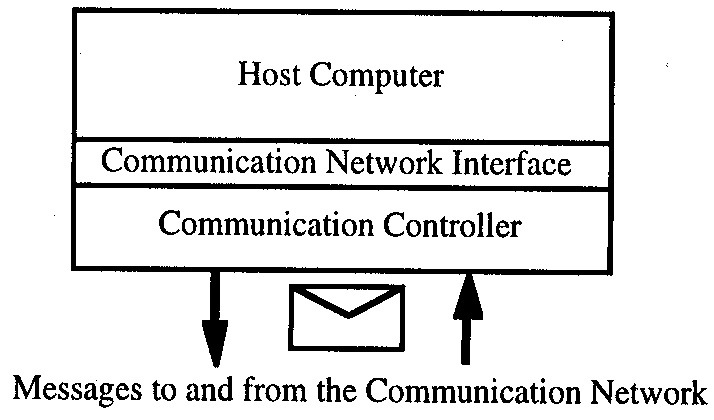 Host Computer
Communication Network Interface
Communication Controller
Messages to and from the Communication Network